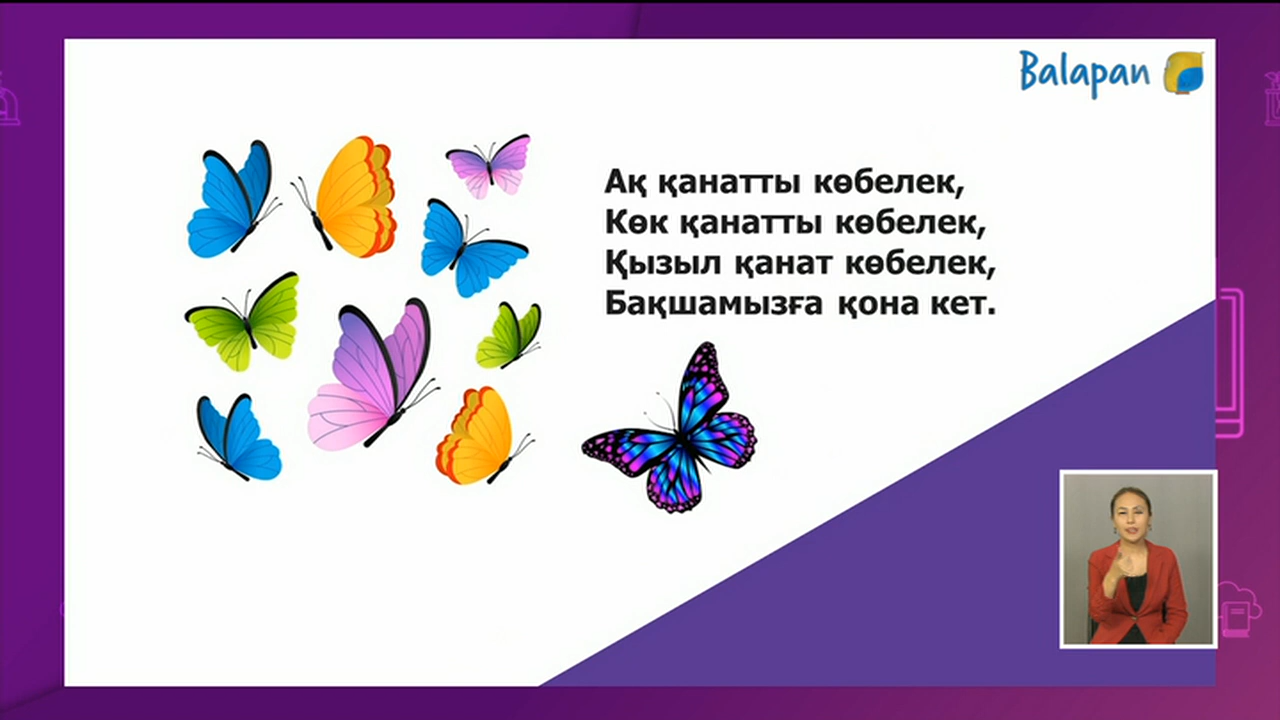 Balapan
Ақ қанатты көбелек,
Көк қанатты көбелек,
Қызыл қанат көбелек,
Бақшамызға қона кет.